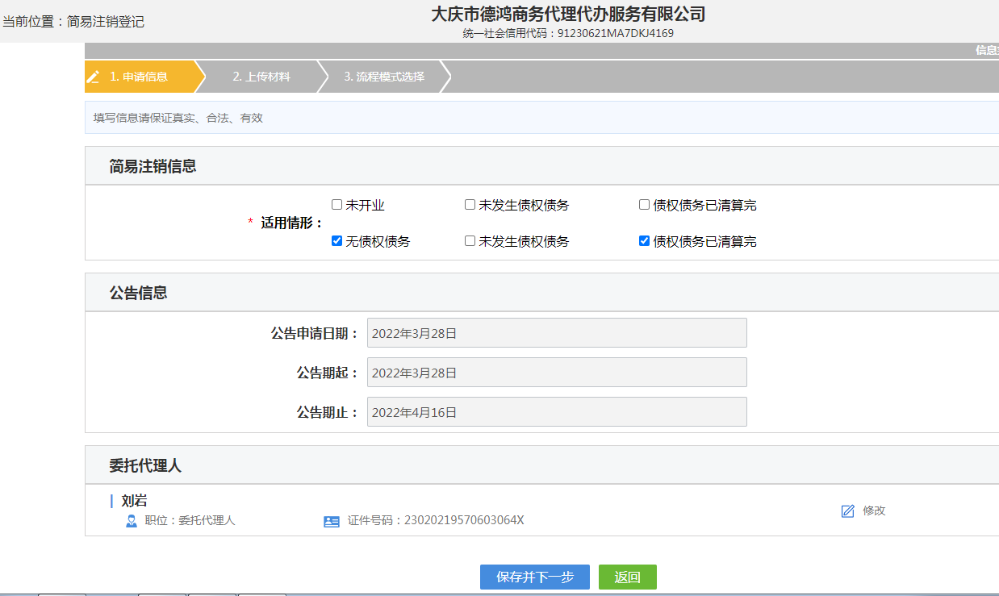 当前位置：简易注销登记
大庆市德鸿商务代理代办服务有限公司
统一社会信用代码：91230621MA7DKJ4169
信息
1. 申请信息
2. 上传材料
3. 流程模式选择
填写信息请保证真实、合法、有效
简易注销信息
* 适用情形：
未开业 未发生债权债务 债权债务已清算完
无债权债务 未发生债权债务 债权债务已清算完
公告信息
公告申请日期： 2022年3月28日
公告期起： 2022年3月28日
公告期止： 2022年4月16日
委托代理人
刘岩
职位：委托代理人 证件号码：23020219570603064X 修改
保存并下一步 返回